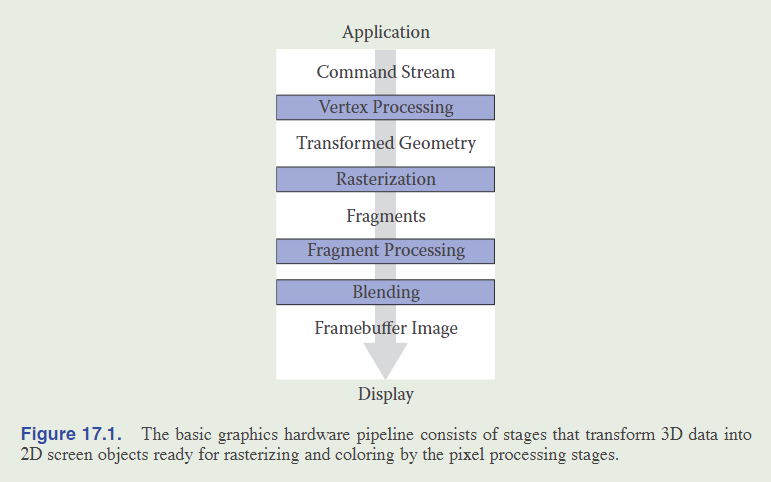 Application
Command Stream
Vertex Processing
Transformed Geometry
Rasterization
Fragments
Fragment Processing
Blending
Framebuffer Image
Display
Figure 17.1. The basic graphics hardware pipeline consists of stages that transform 3D data into
2D screen objects ready for rasterizing and coloring by the pixel processing stages.